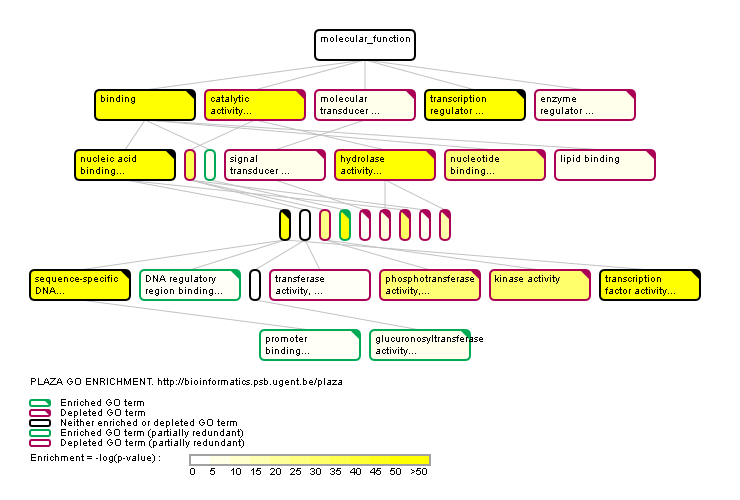 molecular_function
binding
catalytic
activity...
molecular
transducer ...
transcription
regulator ...
enzyme
regulator ...
nucleic acid
binding...
signal
transducer ...
hydrolase
activity...
nucleotide
binding...
lipid binding
sequence-specific
DNA...
DNA regulatory
region binding...
transferase
activity, ...
phosphotransferase
activity,...
kinase activity
transcription
factor activity...
promoter
binding...
glucuronosyltransferase
activity...
PLAZA GO ENRICHMENT. http://bioinformatics.psb.ugent.be/plaza
Enriched GO term
Depleted GO term
Neither enriched or depleted GO term
Enriched GO term (partially redundant)
Depleted GO term (partially redundant)
Enrichment = -log(p-value) :
0 5 10 15 20 25 30 35 40 45 >50